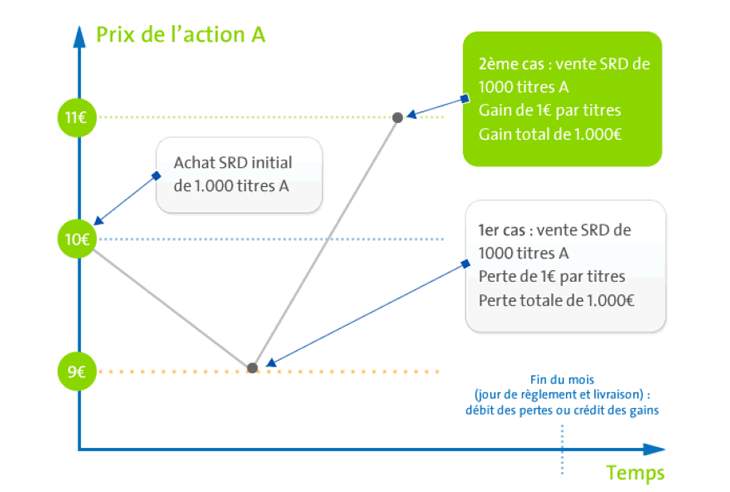 Prix de l'action A
2ème cas : vente SRD de
1000 titres A
Gain de 1€ par titres
Gain total de 1.000€
11€
Achat SRD initial
de 1.000 titres A
10€
1er cas : vente SRD de
1000 titres A
Perte de 1€ par titres
Perte totale de 1.000€
9€
Fin du mois
(jour de règlement et livraison) :
débit des pertes ou crédit des gains
Temps